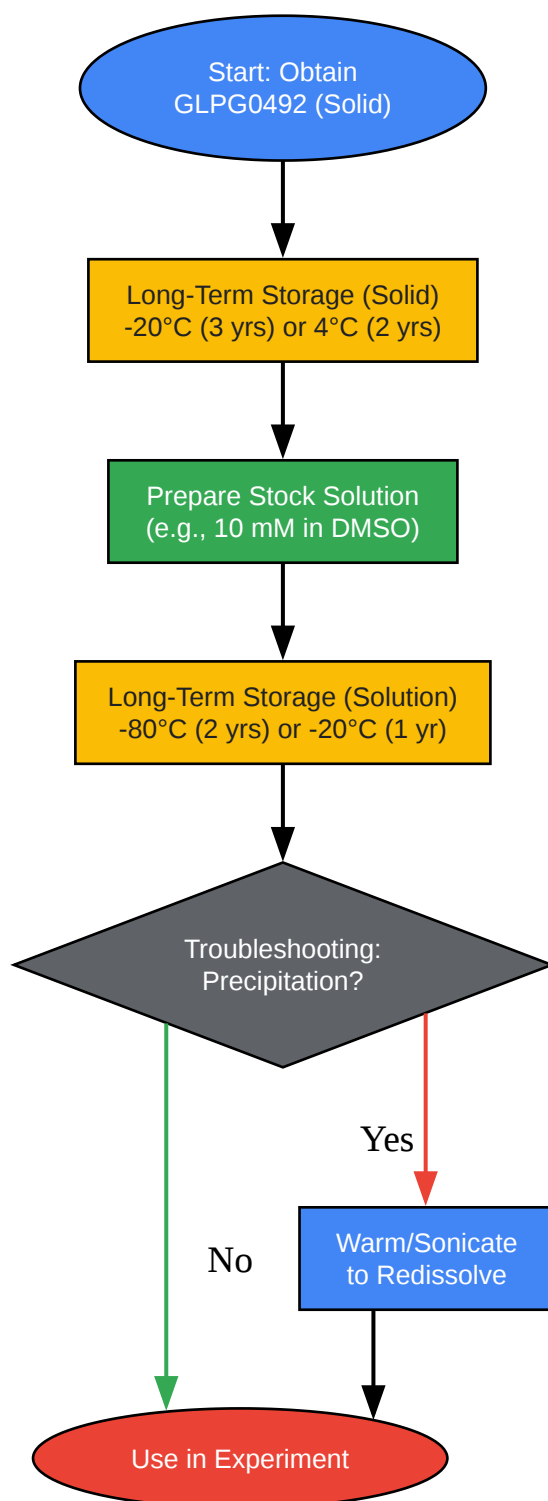 Start: Obtain
GLPG0492 (Solid)
Long-Term Storage (Solid)
-20°C (3 yrs) or 4°C (2 yrs)
Prepare Stock Solution
(e.g., 10 mM in DMSO)
Long-Term Storage (Solution)
-80°C (2 yrs) or -20°C (1 yr)
Troubleshooting:
Precipitation?
Yes
Warm/Sonicate
to Redissolve
No
Use in Experiment